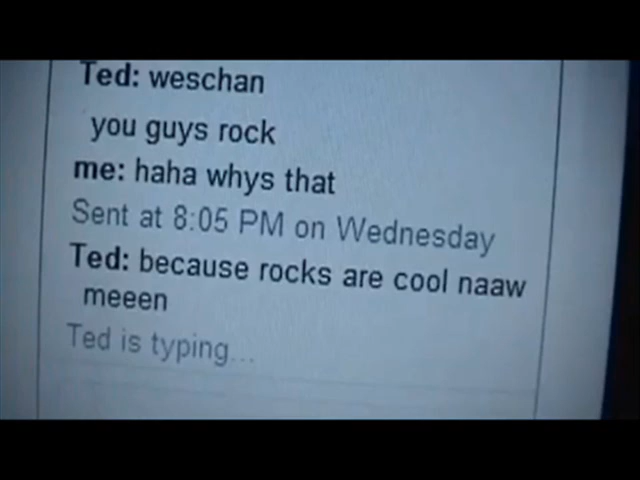 Ted: weschan
you guys rock
me: haha whys that
Sent at 8:05 PM on Wednesday
Ted: because rocks are cool naaw
meeen
Ted is typing...